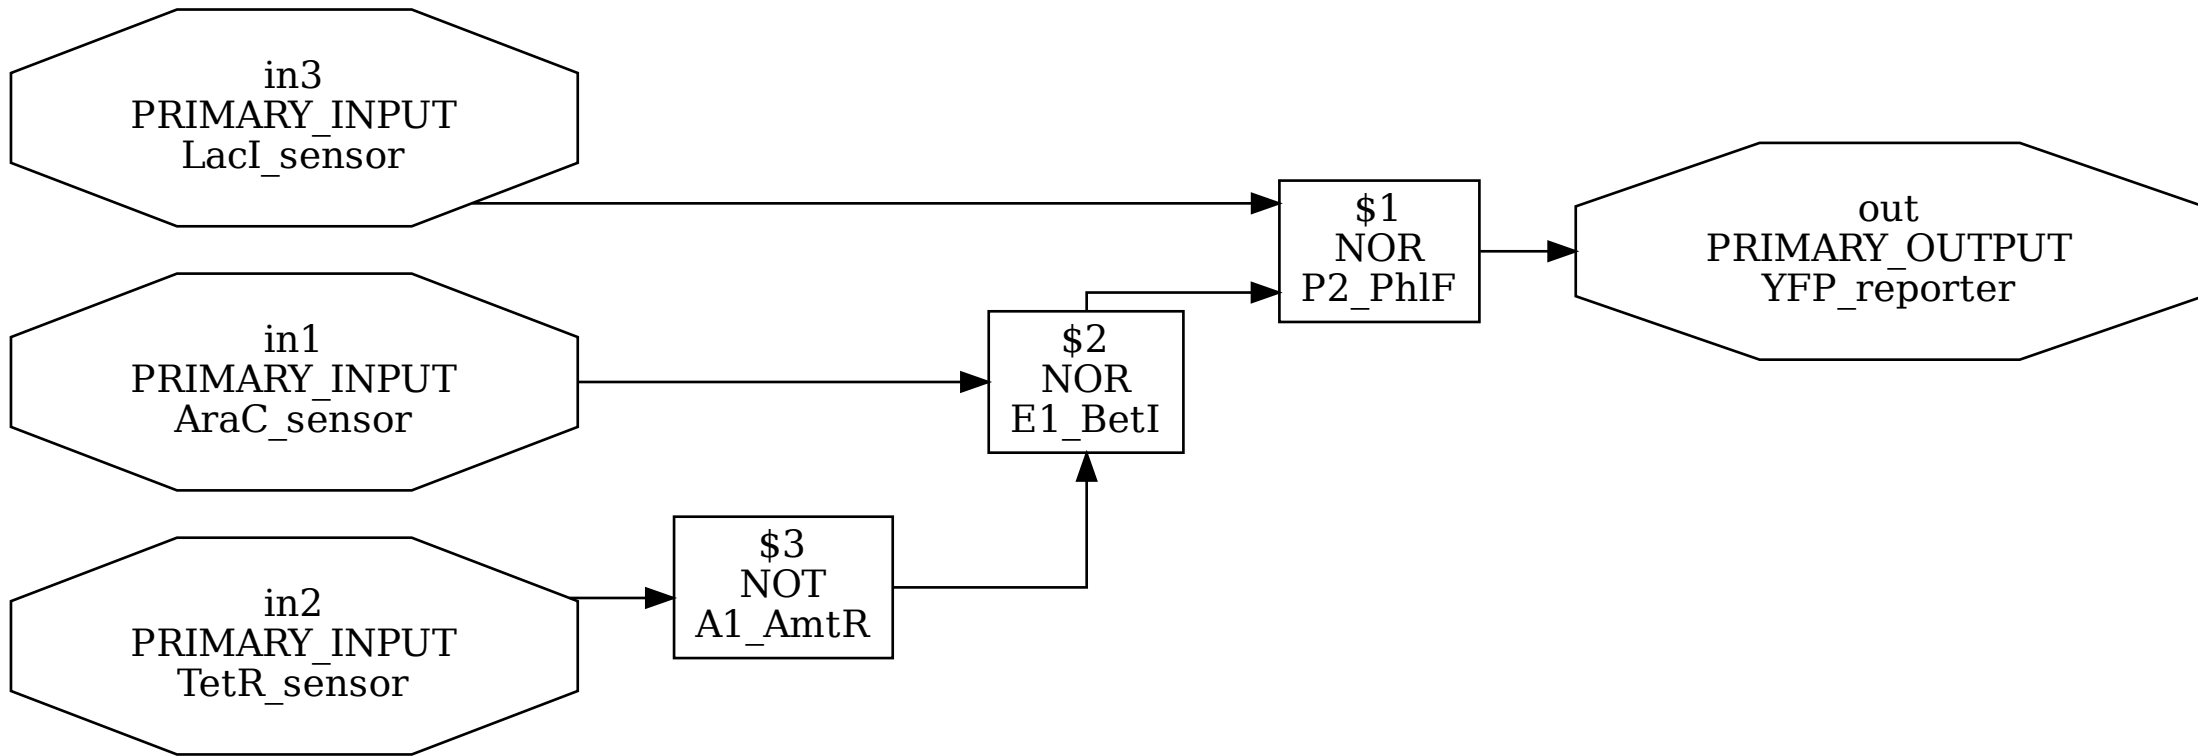 in3
PRIMARY_INPUT
LacI_sensor
in1
PRIMARY_INPUT
AraC_sensor
in2
PRIMARY_INPUT
TetR_sensor
$3
NOT
A1_AmtR
$2
NOR
E1_BetI
$1
NOR
P2_PhlF
out
PRIMARY_OUTPUT
YFP_reporter